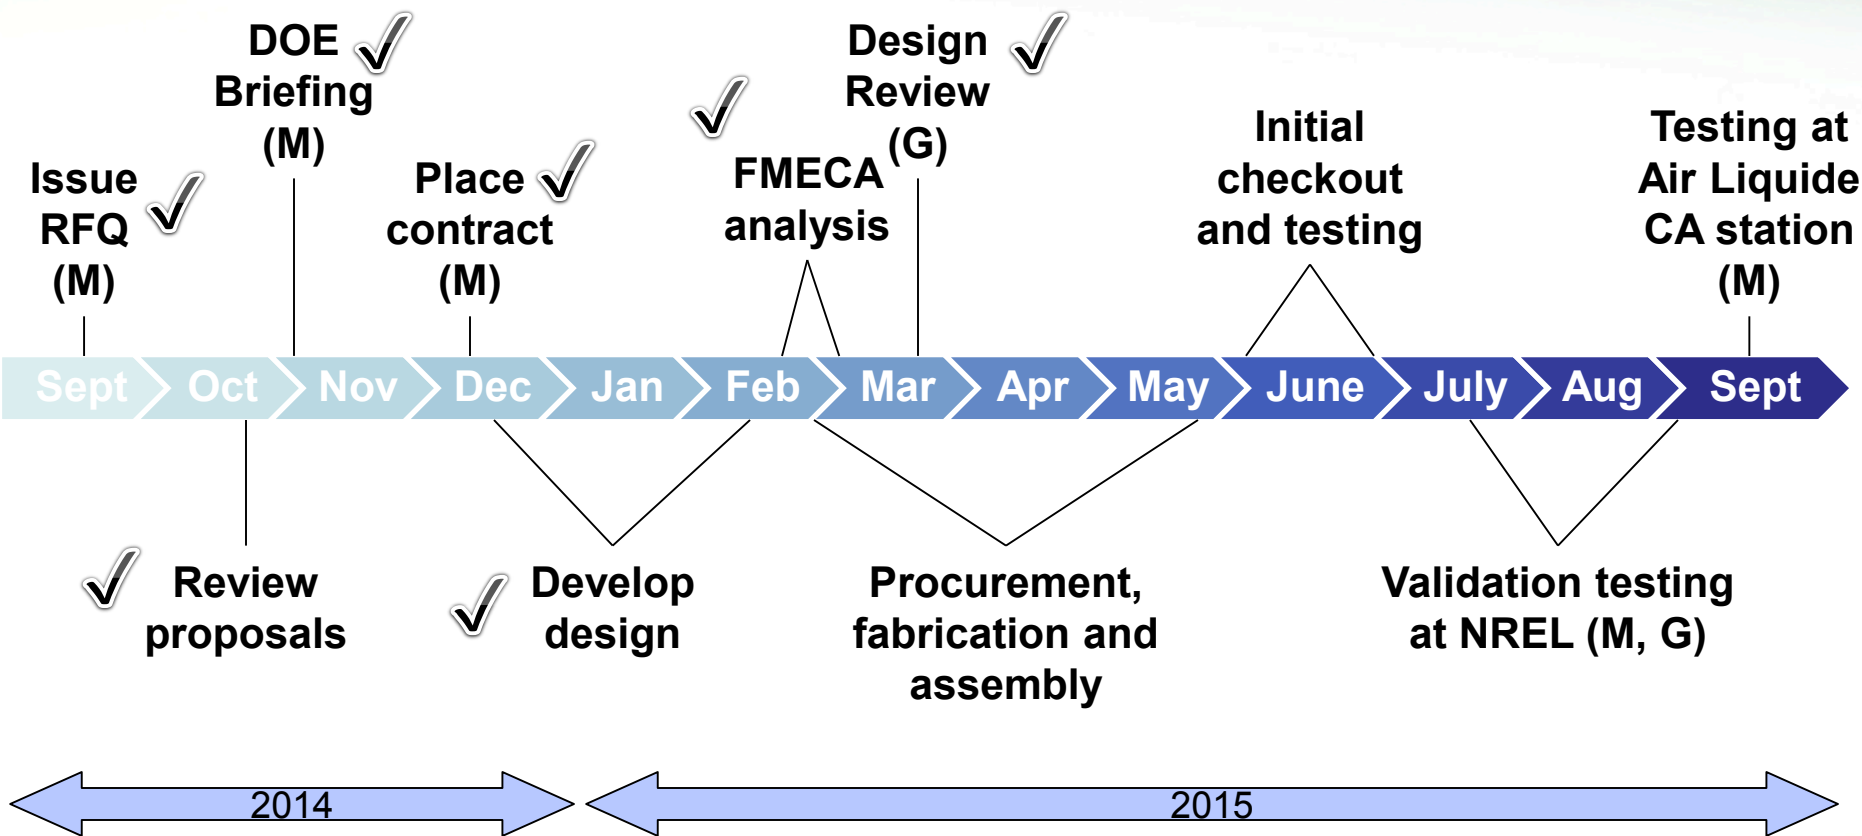 DOE
Briefing
(M)
Design
Review
(G)
Issue
RFQ
(M)
Place
contract
(M)
FMECA
analysis
Initial
checkout
and testing
Testing at
Air Liquide
CA station
(M)
Sept Oct Nov Dec Jan Feb Mar Apr May June July Aug Sept
Review
proposals
Develop
design
Procurement,
fabrication and
assembly
Validation testing
at NREL (M, G)
2014
2015